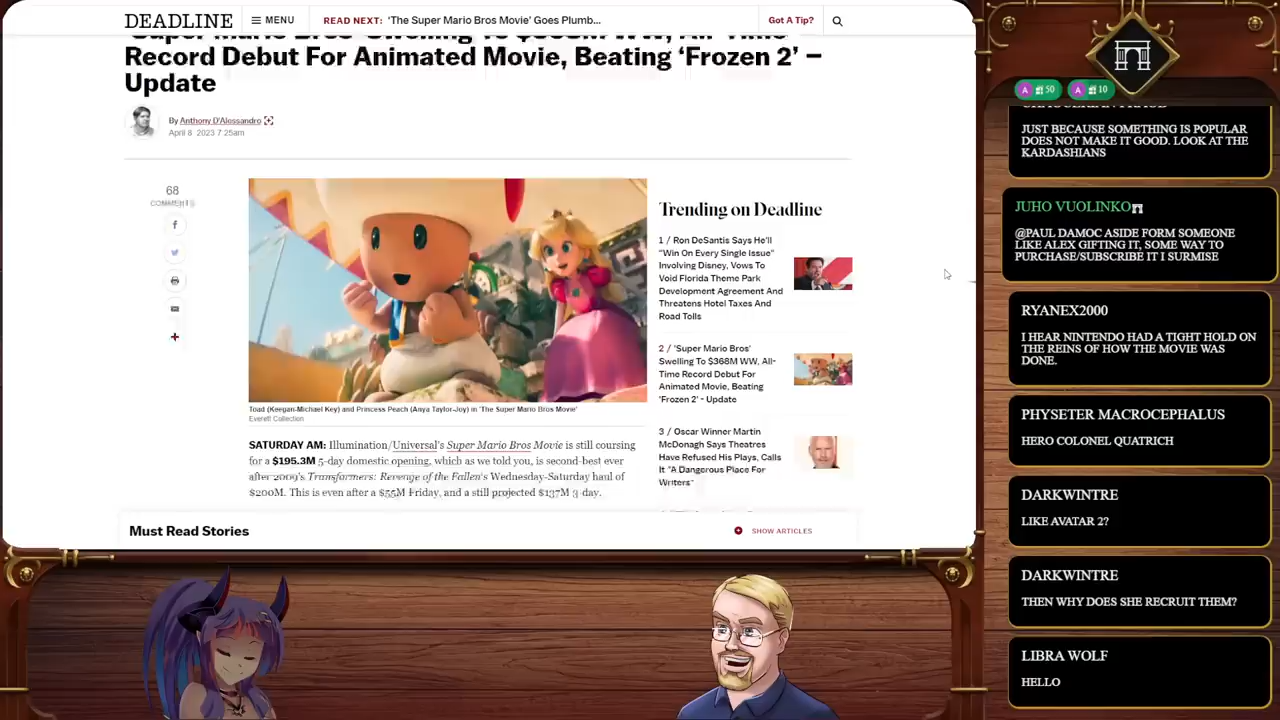 DEADLINE
MENU
READ NEXT: ‘The Super Mario Bros Movie’ Goes Plumb...
Got A Tip?
Record Debut For Animated Movie, Beating ‘Frozen 2’ –
Update
By Anthony D'Alessandro
April 8 2023 7:25am
68
COMMENTS
Toad (Keegan-Michael Key) and Princess Peach (Anya Taylor-Joy) in 'The Super Mario Bros Movie'
Everett Collection
SATURDAY AM: Illumination/Universal's Super Mario Bros Movie is still coursing
for a $195.3M 5-day domestic opening, which as we told you, is second-best ever
after 2009's Transformers: Revenge of the Fallen's Wednesday-Saturday haul of
$200M. This is even after a $55M Friday, and a still projected $137M 3-day.
Trending on Deadline
1 / Ron DeSantis Says He'll
"Win On Every Single Issue"
Involving Disney, Vows To
Void Florida Theme Park
Development Agreement And
Threatens Hotel Taxes And
Road Tolls
2 / 'Super Mario Bros'
Swelling To $368M WW, All-
Time Record Debut For
Animated Movie, Beating
'Frozen 2' - Update
3 / Oscar Winner Martin
McDonagh Says Theatres
Have Refused His Plays, Calls
It "A Dangerous Place For
Writers"
Must Read Stories
SHOW ARTICLES
A 50
A 10
JUST BECAUSE SOMETHING IS POPULAR
DOES NOT MAKE IT GOOD. LOOK AT THE
KARDASHIANS
JUHO VUOLINKO
@PAUL DAMOC ASIDE FORM SOMEONE
LIKE ALEX GIFTING IT, SOME WAY TO
PURCHASE/SUBSCRIBE IT I SURMISE
RYANEX2000
I HEAR NINTENDO HAD A TIGHT HOLD ON
THE REINS OF HOW THE MOVIE WAS
DONE.
PHYSETER MACROCEPHALUS
HERO COLONEL QUATRICH
DARKWINTRE
LIKE AVATAR 2?
DARKWINTRE
THEN WHY DOES SHE RECRUIT THEM?
LIBRA WOLF
HELLO